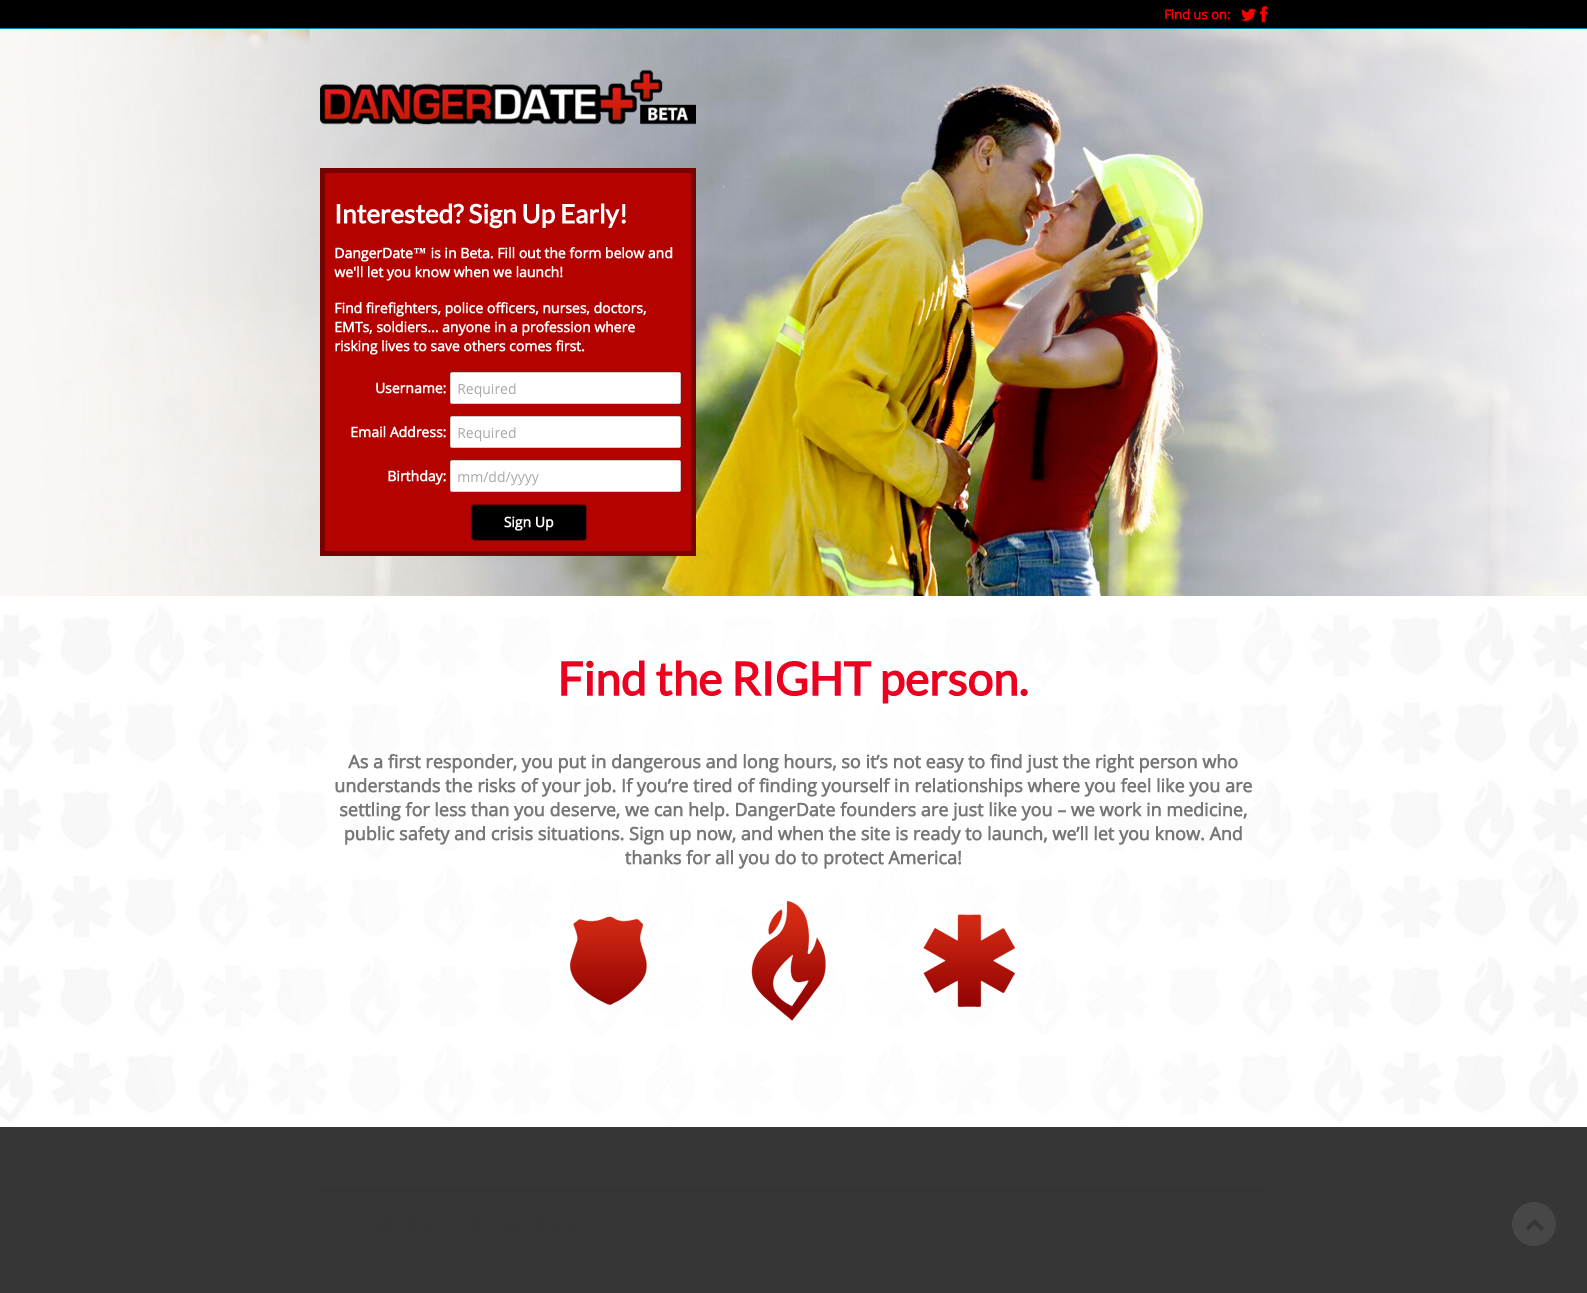 Find us on:
DANGERDATE
BETA
Interested? Sign Up Early!
DangerDate™ is in Beta. Fill out the form below and
we'll let you know when we launch!
Find firefighters, police officers, nurses, doctors,
EMTs, soldiers... anyone in a profession where
risking lives to save others comes first.
Username: Required
Email Address: Required
Birthday: mm/dd/yyyy
Sign Up
Find the RIGHT person.
As a first responder, you put in dangerous and long hours, so it’s not easy to find just the right person who
understands the risks of your job. If you’re tired of finding yourself in relationships where you feel like you are
settling for less than you deserve, we can help. DangerDate founders are just like you – we work in medicine,
public safety and crisis situations. Sign up now, and when the site is ready to launch, we’ll let you know. And
thanks for all you do to protect America!